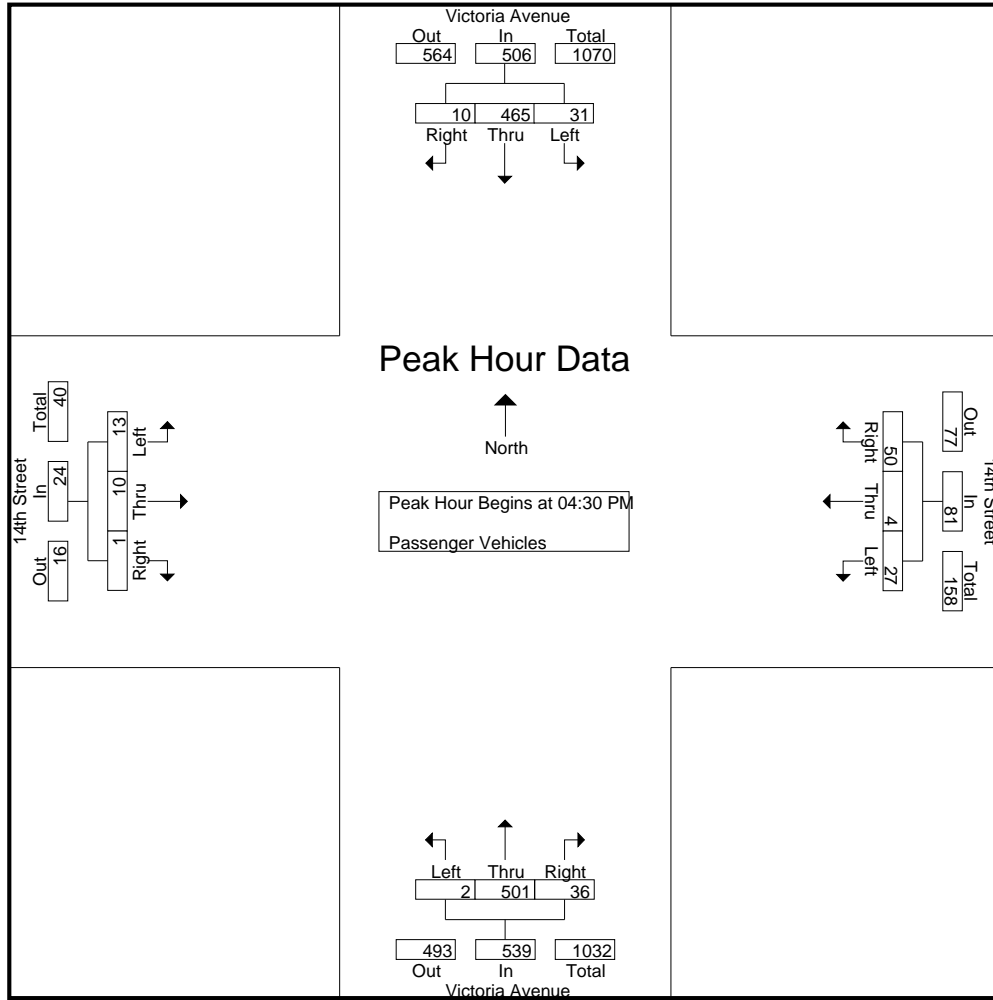 Victoria Avenue
Out In Total
564 506 1070
10 465 31
Right Thru Left
Peak Hour Data
North
Peak Hour Begins at 04:30 PM
Passenger Vehicles
14th Street
Total In Out
40 24 16
13 10 1
Left Thru Right
14th Street
Out In Total
77 81 158
50 4 27
Right Thru Left
Left Thru Right
2 501 36
493 539 1032
Out In Total
Victoria Avenue